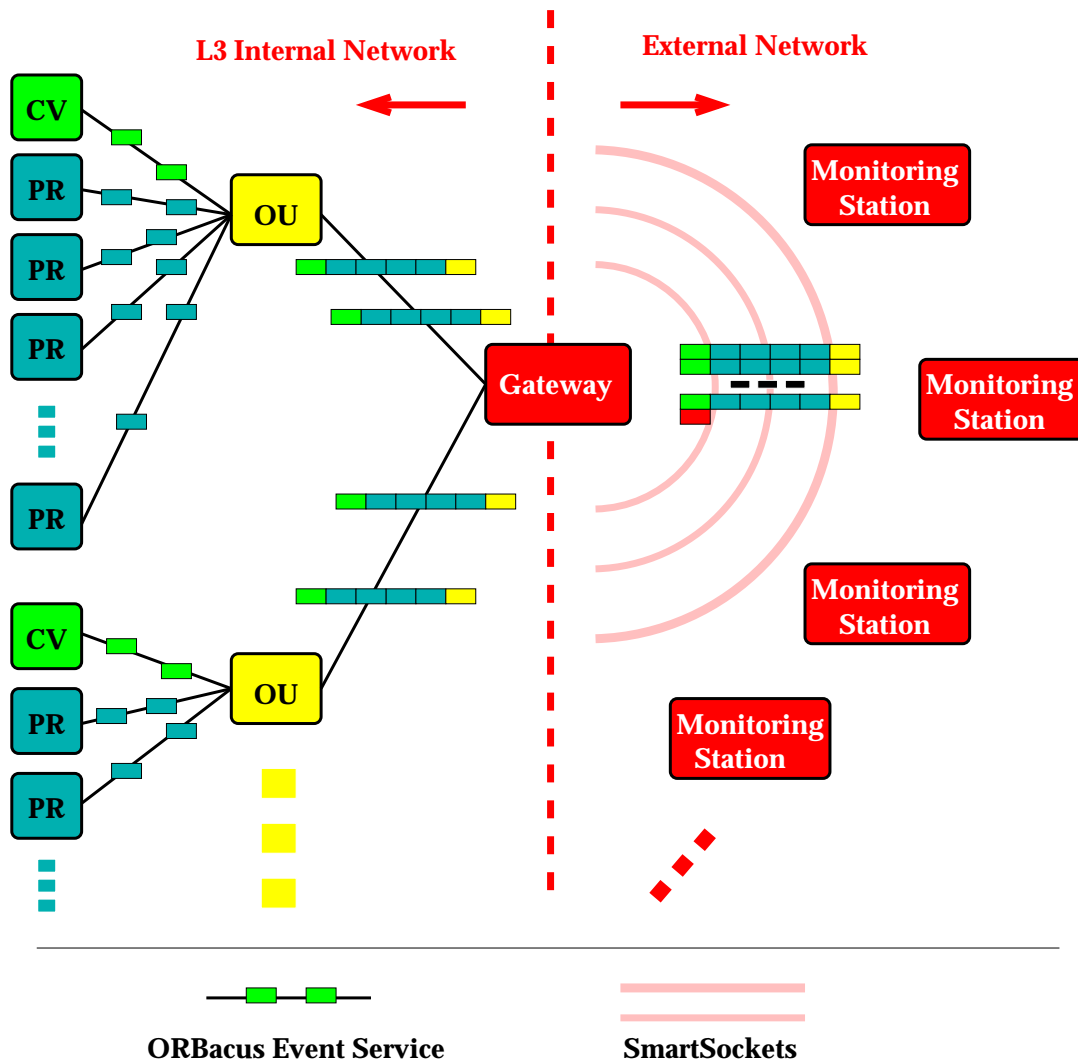 L3 Internal Network
External Network
CV
PR
PR
PR
PR
OU
Gateway
Monitoring
Station
Monitoring
Station
Monitoring
Station
Monitoring
Station
CV
PR
PR
OU
ORBacus Event Service
SmartSockets